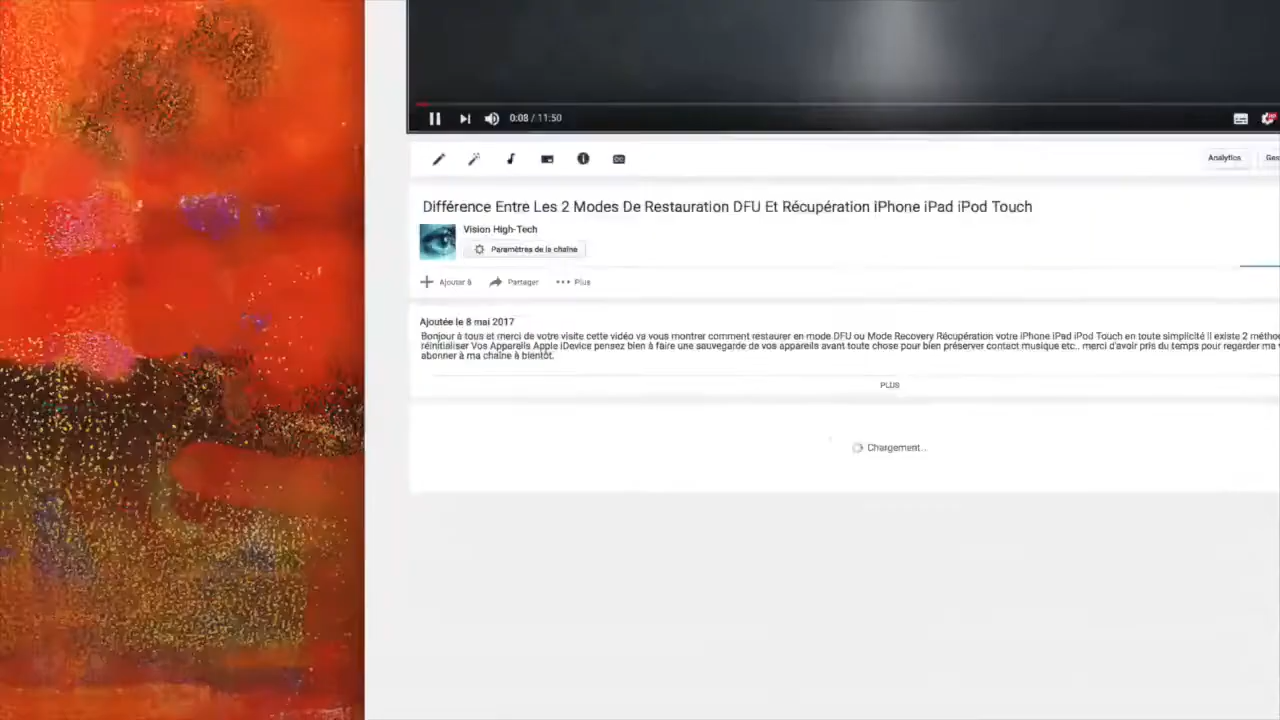 0:08 / 11:50
Analytics
Différence Entre Les 2 Modes De Restauration DFU Et Récupération iPhone iPad iPod Touch
Vision High-Tech
Paramètres de la chaîne
Ajouter à Partager Plus
Ajoutée le 8 mai 2017
Bonjour à tous et merci de votre visite cette vidéo va vous montrer comment restaurer en mode DFU ou Mode Recovery Récupération votre iPhone iPad iPod Touch en toute simplicité il existe 2
réinitialiser Vos Appareils Apple iDevice pensez bien à faire une sauvegarde de vos appareils avant toute chose pour bien préserver contact musique etc.. merci d'avoir pris du temps pour regarder ma
abonner à ma chaîne à bientôt.
PLUS
Chargement...